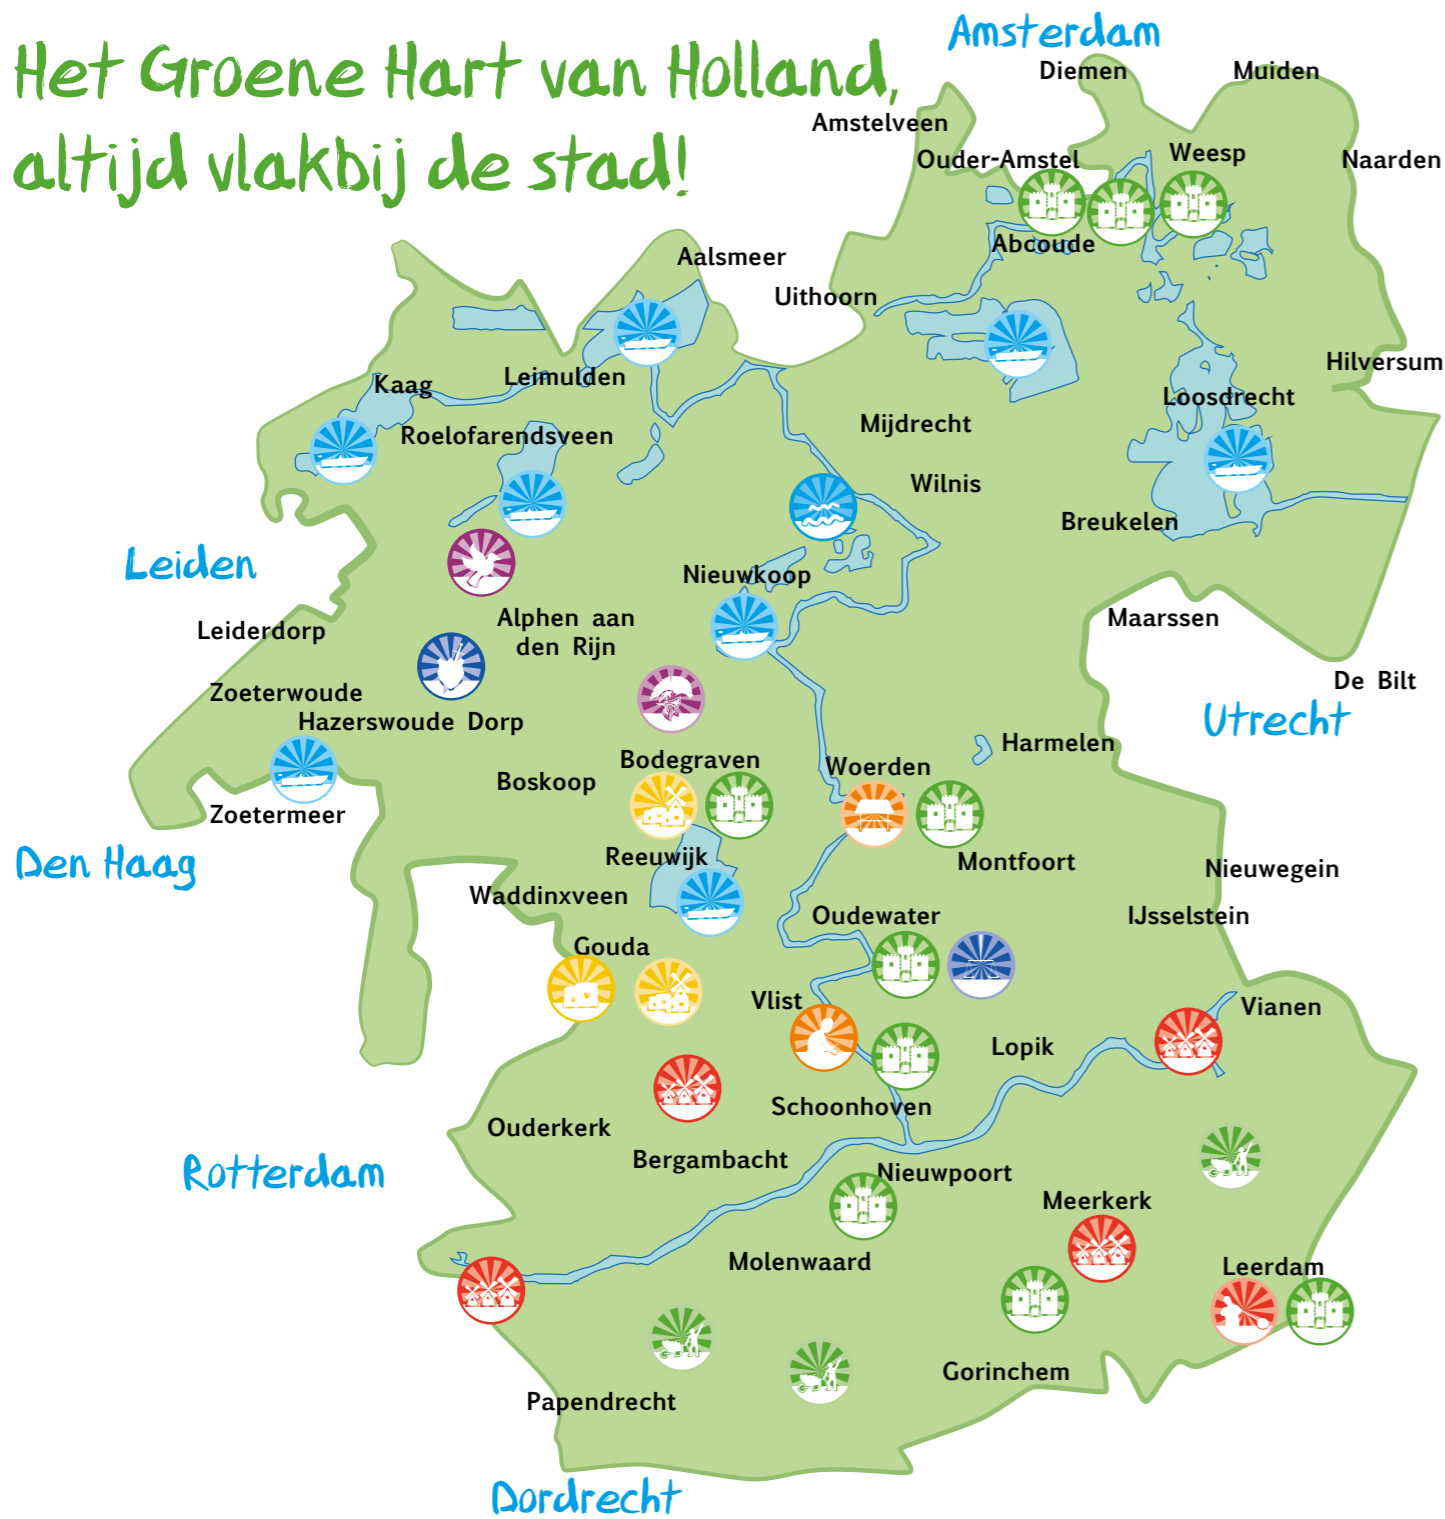 Het Groene Hart van Holland,
altijd vlakbij de stad!
Amsterdam
Diemen
Muiden
Amstelveen
Ouder-Amstel
Weesp
Naarden
Abcoude
Aalsmeer
Uithoorn
Hilversum
Kaag
Leimulden
Loosdrecht
Roelofarendsveen
Mijdrecht
Wilnis
Breukelen
Leiden
Nieuwkoop
Leiderdorp
Alphen aan
den Rijn
Maarssen
Zoeterwoude
De Bilt
Hazerswoude Dorp
Utrecht
Harmelen
Bodegraven
Woerden
Boskoop
Zoetermeer
Den Haag
Reeuwijk
Montfoort
Nieuwegein
Waddinxveen
Oudewater
IJsselstein
Gouda
Vlist
Vianen
Lopik
Schoonhoven
Ouderkerk
Bergambacht
Rotterdam
Nieuwpoort
Meerkerk
Molenwaard
Leerdam
Gorinchem
Papendrecht
Dordrecht